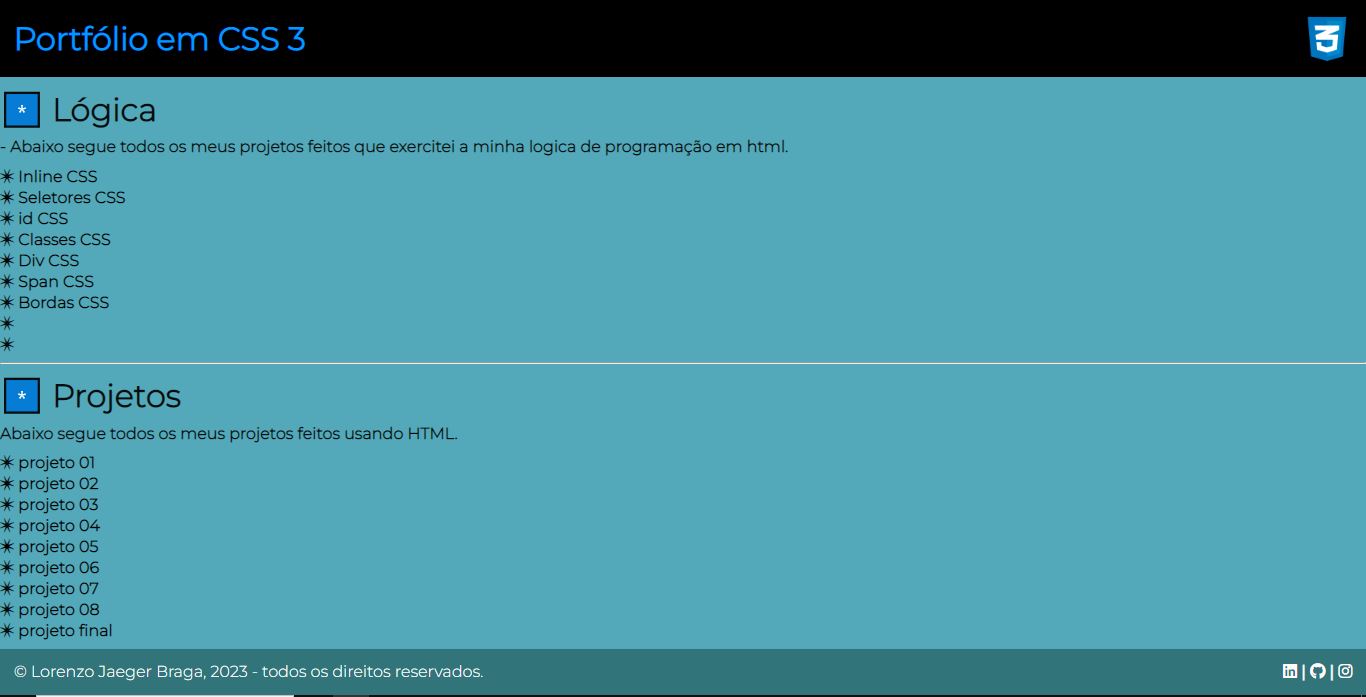 Portfólio em CSS 3
3
* Lógica
- Abaixo segue todos os meus projetos feitos que exercitei a minha logica de programação em html.
✶ Inline CSS
✶ Seletores CSS
✶ id CSS
✶ Classes CSS
✶ Div CSS
✶ Span CSS
✶ Bordas CSS
✶
✶
* Projetos
Abaixo segue todos os meus projetos feitos usando HTML.
✶ projeto 01
✶ projeto 02
✶ projeto 03
✶ projeto 04
✶ projeto 05
✶ projeto 06
✶ projeto 07
✶ projeto 08
✶ projeto final
© Lorenzo Jaeger Braga, 2023 - todos os direitos reservados.
in | |